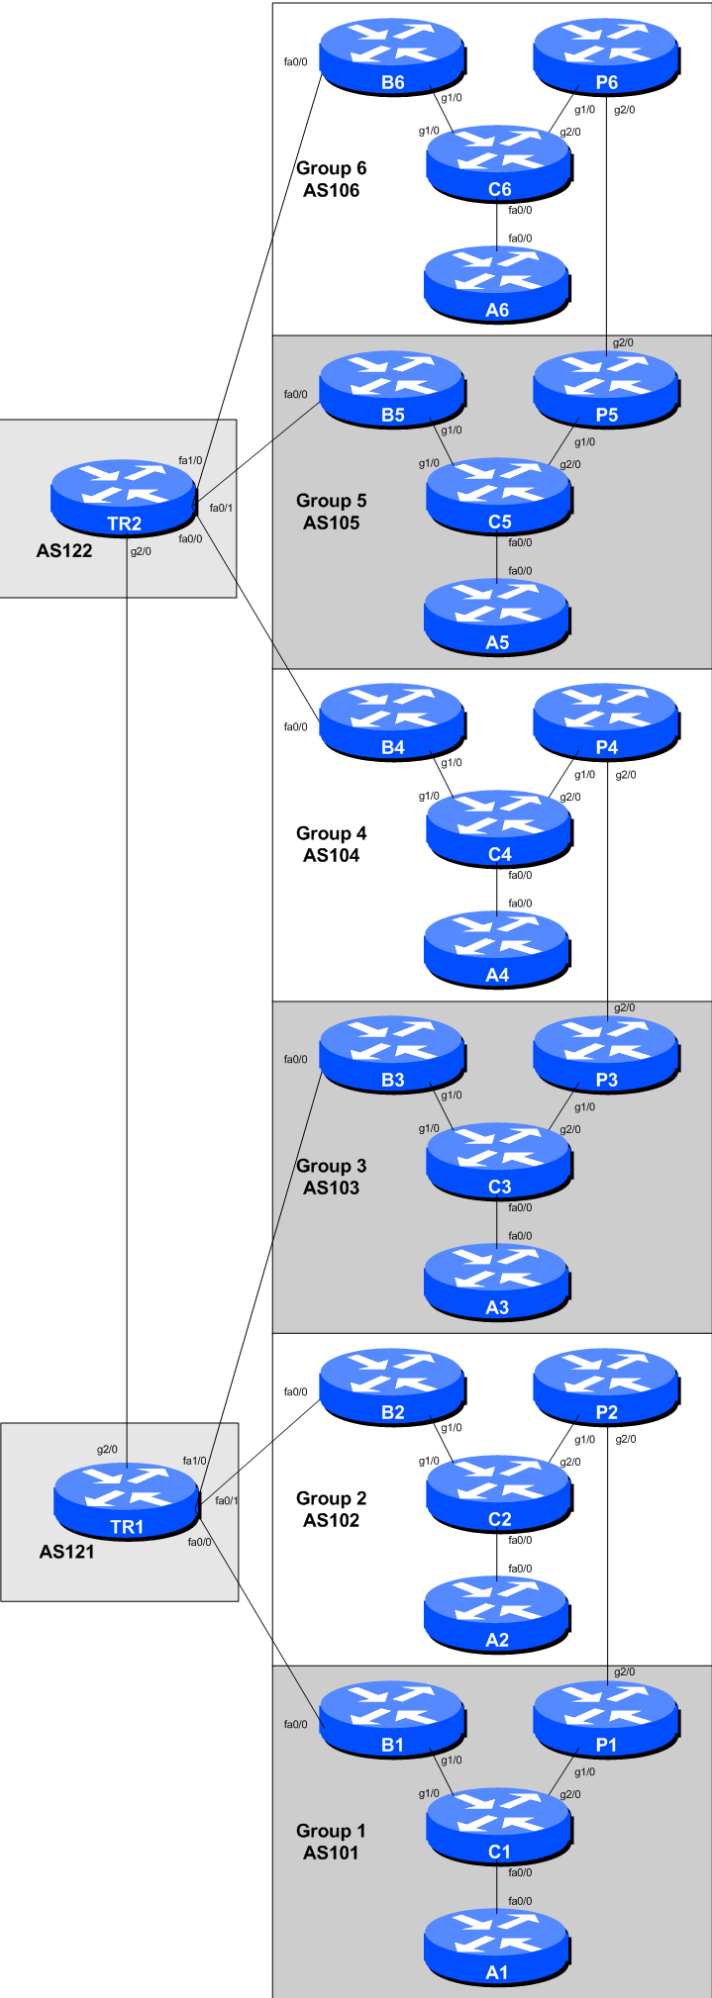 fa0/0
B6
P6
g1/0
g1/0
g2/0
g1/0
g2/0
Group 6
AS106
C6
fa0/0
fa0/0
A6
g2/0
fa0/0
B5
P5
g1/0
g1/0
g1/0
g2/0
Group 5
AS105
C5
fa0/0
fa0/0
A5
fa1/0
fa0/1
TR2
fa0/0
AS122
g2/0
fa0/0
B4
P4
g1/0
g1/0
g2/0
g1/0
g2/0
Group 4
AS104
C4
fa0/0
fa0/0
A4
g2/0
fa0/0
B3
P3
g1/0
g1/0
g1/0
g2/0
Group 3
AS103
C3
fa0/0
fa0/0
A3
fa0/0
B2
P2
g1/0
g1/0
g2/0
g1/0
g2/0
Group 2
AS102
C2
fa0/0
fa0/0
A2
g2/0
fa1/0
fa0/1
TR1
fa0/0
AS121
g2/0
fa0/0
B1
P1
g1/0
g1/0
g1/0
g2/0
Group 1
AS101
C1
fa0/0
fa0/0
A1